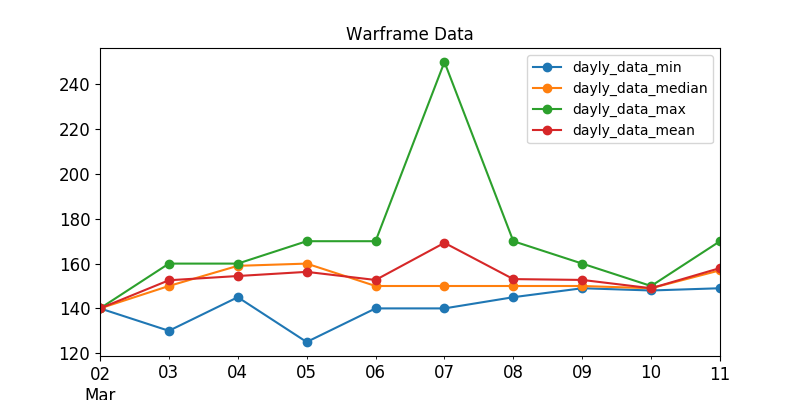 Warframe Data
dayly_data_min
dayly_data_median
dayly_data_max
dayly_data_mean
240
220
200
180
160
140
120
02 03 04 05 06 07 08 09 10 11
Mar